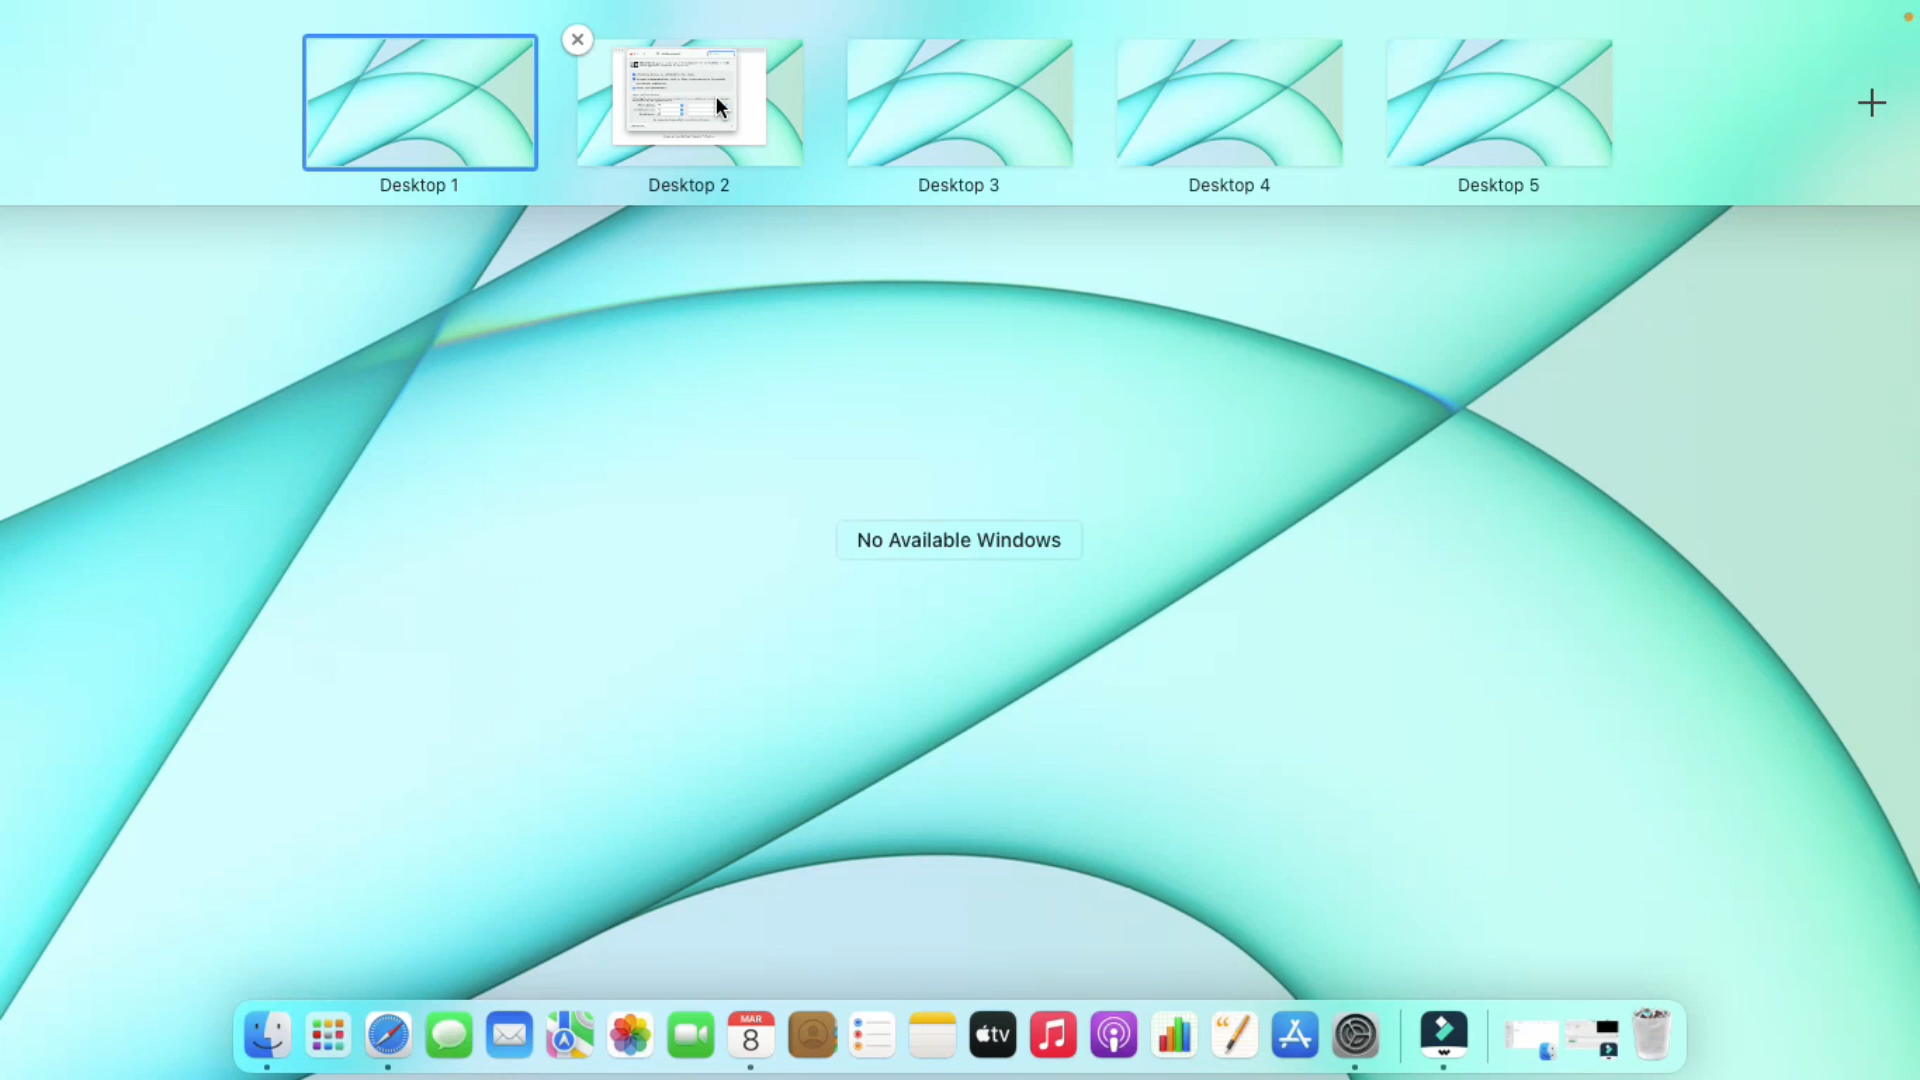 Desktop 1
Desktop 2
Desktop 3
Desktop 4
Desktop 5
No Available Windows
MAR
8
tv